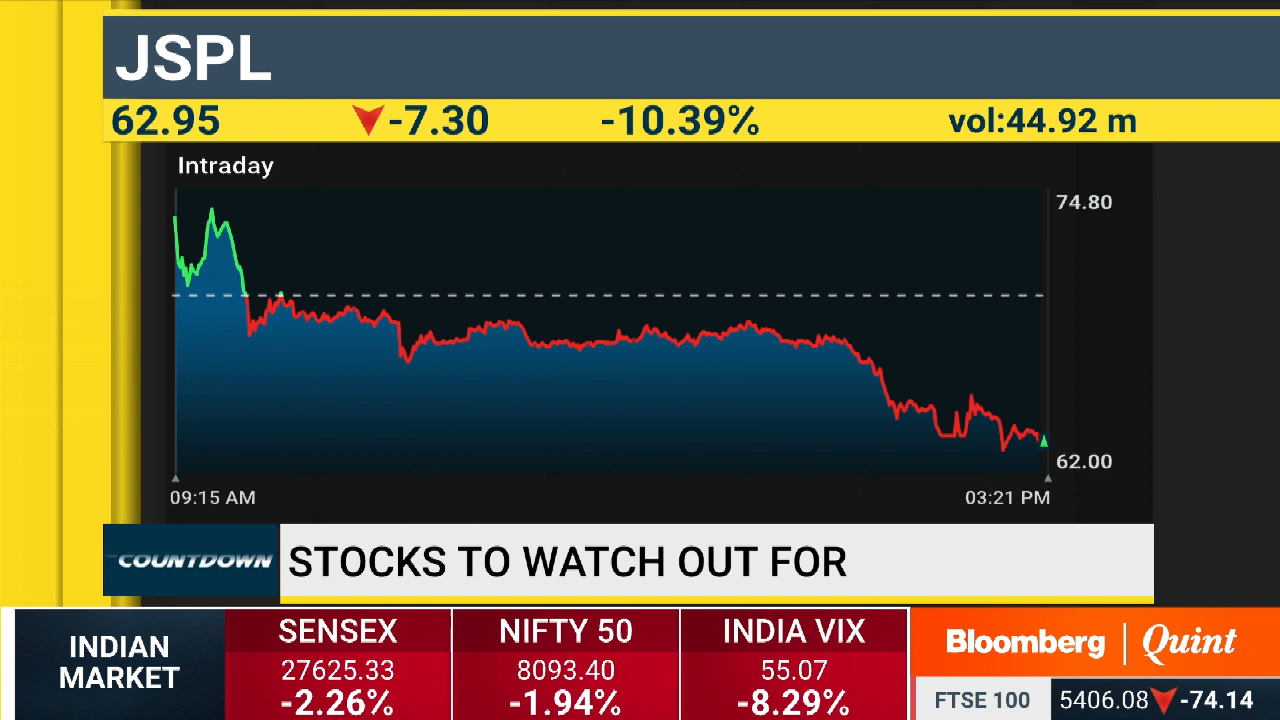 JSPL
62.95 -7.30 -10.39% vol:44.92 m
Intraday
74.80
62.00
09:15 AM 03:21 PM
COUNTDOWN STOCKS TO WATCH OUT FOR
INDIAN MARKET
SENSEX
27625.33
-2.26%
NIFTY 50
8093.40
-1.94%
INDIA VIX
55.07
-8.29%
Bloomberg | Quint
FTSE 100 5406.08 -74.14